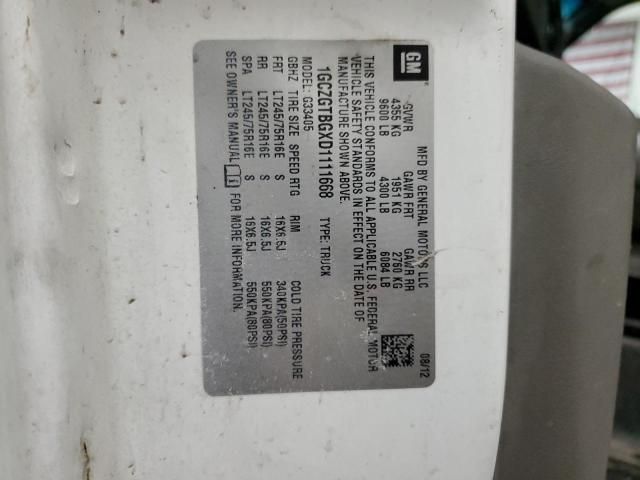 GM
MFD BY GENERAL MOTORS LLC 08/12
GVWR GAWR FRT GAWR RR
4355 KG 1951 KG 2760 KG
9600 LB 4300 LB 6084 LB
THIS VEHICLE CONFORMS TO ALL APPLICABLE U.S. FEDERAL MOTOR
VEHICLE SAFETY STANDARDS IN EFFECT ON THE DATE OF
MANUFACTURE SHOWN ABOVE.
1GCZGTBGXD1111668 TYPE: TRUCK
MODEL: G33405
GRHZ TIRE SIZE SPEED RTG RIM COLD TIRE PRESSURE
FRT LT245/75R16E S 16X6.5J 340KPA(50PSI)
RR LT245/75R16E S 16X6.5J 550KPA(80PSI)
SPA LT245/75R16E S 16X6.5J 550KPA(80PSI)
SEE OWNER'S MANUAL FOR MORE INFORMATION.